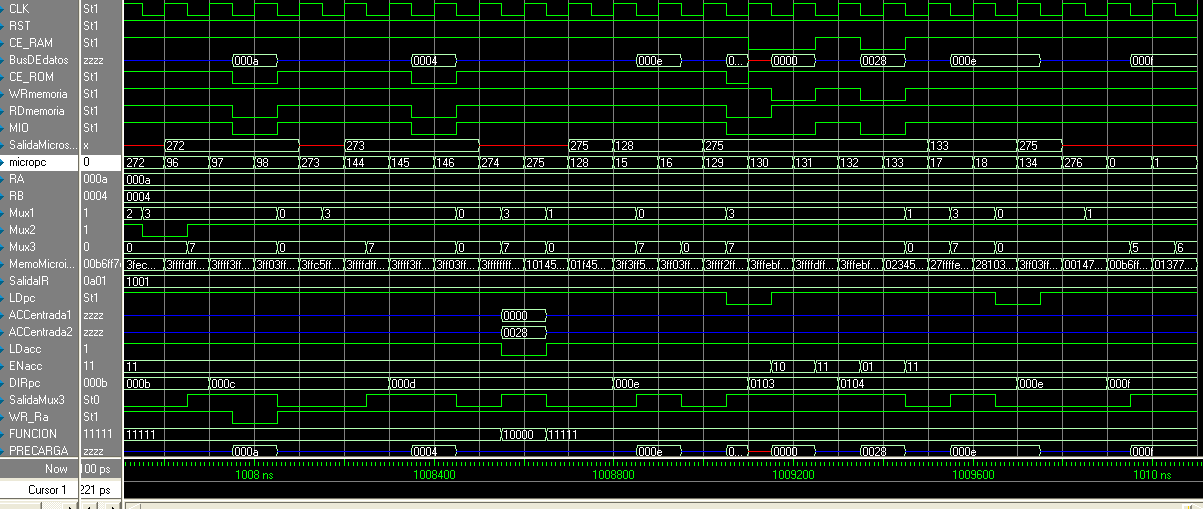 CLK St1
RST St1
CE_RAM St1
BusDEdatos zzzz 000a 0004 000e 0... 0000 0028 000e 000f
CE_ROM St1
WRmemoria St1
RDmemoria St1
MIO St1
SalidaMicros... x 272 273 275 128 275 133 275
micropc 0 272 96 97 98 273 144 145 146 274 275 128 15 16 129 130 131 132 133 17 18 134 276 0 1
RA 000a 000a
RB 0004 0004
Mux1 1 2 3 0 3 0 3 1 0 3 1 3 0 1
Mux2 1
Mux3 0 0 7 0 7 0 7 0 7 0 7 0 7 0 5 6
MemoMicroi... 00b6ff7 3fec... 3ffffdff... 3ffff3ff... 3ff03ff... 3ffc5ff... 3ffffdff... 3ffff3ff... 3ff03ff... 3ffffffff... 10145... 01f45... 3ff3ff5... 3ff03ff... 3ffff2ff... 3fffebf... 3ffffdff... 3fffebf... 02345... 27ffffe... 28103... 3ff03ff... 00147... 00b6ff... 01377...
SalidaIR 0a01 1001
LDpc St1
ACCentrada1 zzzz 0000
ACCentrada2 zzzz 0028
LDacc 1
ENacc 11 11 10 11 01 11
DIRpc 000b 000b 000c 000d 000e 0103 0104 000e 000f
SalidaMux3 St0
WR_Ra St1
FUNCION 11111 11111 10000 11111
PRECARGA zzzz 000a 0004 000e 0... 0000 0028 000e 000f
Now 100 ps 1008 ns 1008400 1008800 1009200 1009600 1010 ns
Cursor 1 221 ps